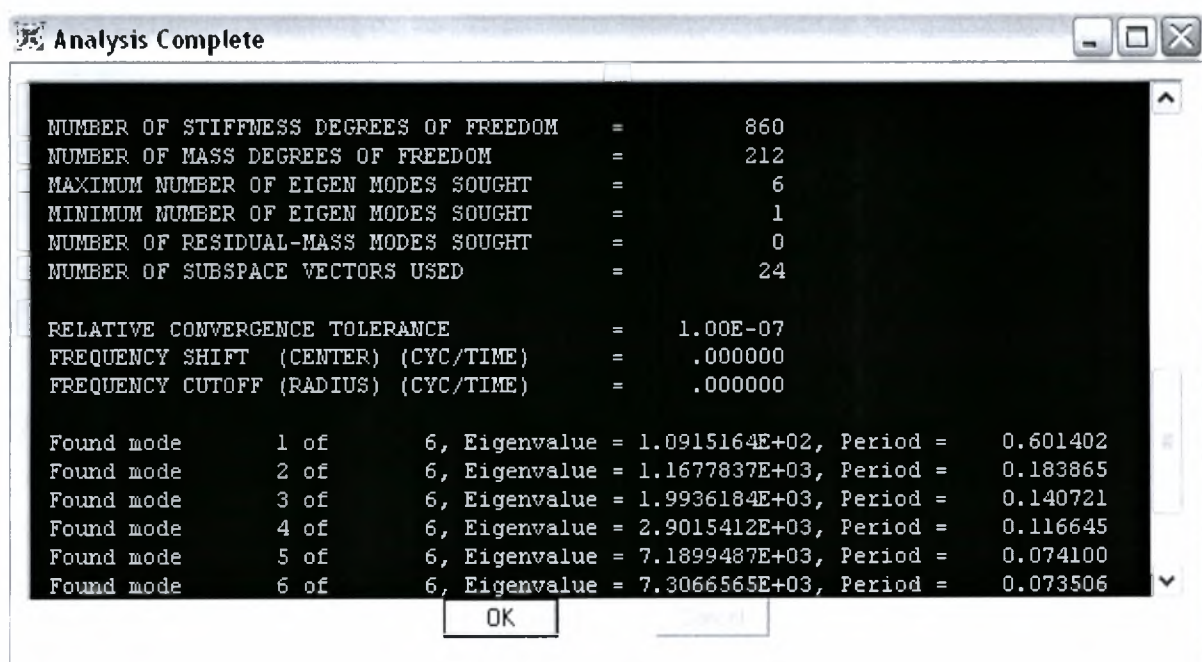 Analysis Complete
NUMBER OF STIFFNESS DEGREES OF FREEDOM = 860
NUMBER OF MASS DEGREES OF FREEDOM = 212
MAXIMUM NUMBER OF EIGEN MODES SOUGHT = 6
MINIMUM NUMBER OF EIGEN MODES SOUGHT = 1
NUMBER OF RESIDUAL-MASS MODES SOUGHT = 0
NUMBER OF SUBSPACE VECTORS USED = 24
RELATIVE CONVERGENCE TOLERANCE = 1.00E-07
FREQUENCY SHIFT (CENTER) (CYC/TIME) = .000000
FREQUENCY CUTOFF (RADIUS) (CYC/TIME) = .000000
Found mode 1 of 6, Eigenvalue = 1.0915164E+02, Period = 0.601402
Found mode 2 of 6, Eigenvalue = 1.1677837E+03, Period = 0.183865
Found mode 3 of 6, Eigenvalue = 1.9936184E+03, Period = 0.140721
Found mode 4 of 6, Eigenvalue = 2.9015412E+03, Period = 0.116645
Found mode 5 of 6, Eigenvalue = 7.1899487E+03, Period = 0.074100
Found mode 6 of 6, Eigenvalue = 7.3066565E+03, Period = 0.073506
OK
Cancel